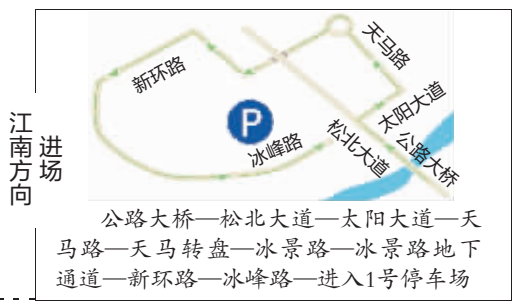 江南方向
进场
天马路
新环路
太阳大道
P
冰峰路
松北大道
公路大桥
公路大桥—松北大道—太阳大道—天
马路—天马转盘—冰景路—冰景路地下
通道—新环路—冰峰路—进入1号停车场